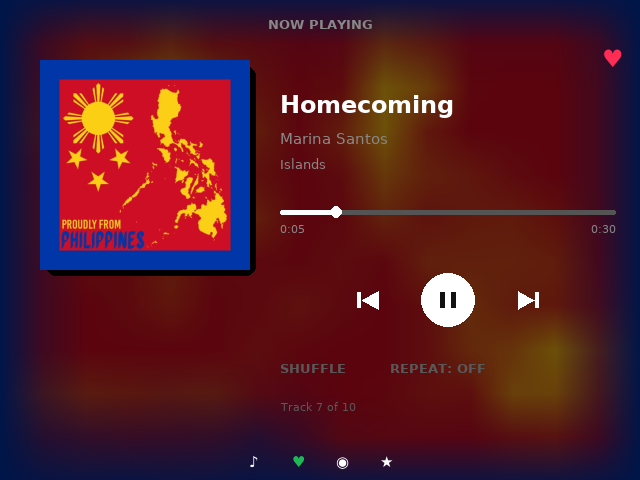 NOW PLAYING
Homecoming
Marina Santos
Islands
PROUDLY FROM
PHILIPPINES
0:05
0:30
SHUFFLE
REPEAT: OFF
Track 7 of 10